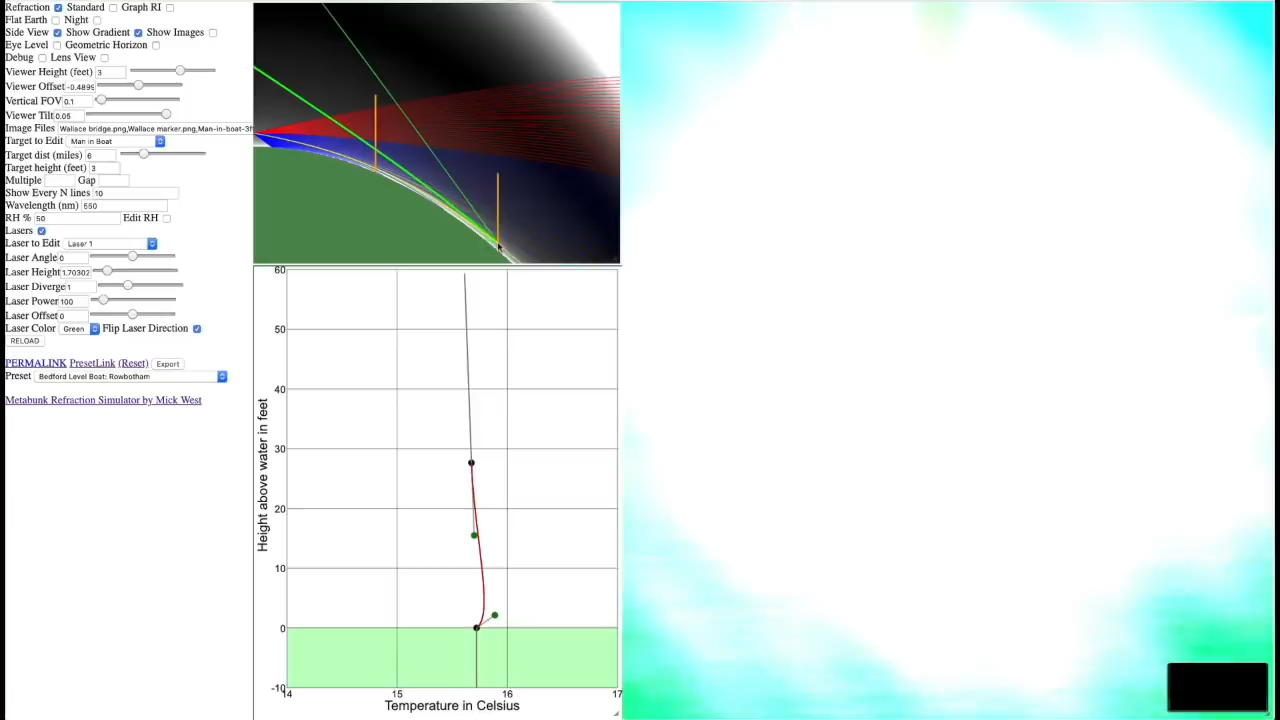 Refraction Standard Graph RI
Flat Earth Night
Side View Show Gradient Show Images
Eye Level Geometric Horizon
Debug Lens View
Viewer Height (feet) 3
Viewer Offset -0.4899
Vertical FOV 0.1
Viewer Tilt 0.05
Image Files Wallace bridge.png,Wallace marker.png,Man-in-boat-3f
Target to Edit Man in Boat
Target dist (miles) 6
Target height (feet) 3
Multiple Gap
Show Every N lines 10
Wavelength (nm) 550
RH % 50 Edit RH
Lasers
Laser to Edit Laser 1
Laser Angle 0
Laser Height 1.70302
Laser Diverge 1
Laser Power 100
Laser Offset 0
Laser Color Green Flip Laser Direction
RELOAD
PERMALINK PresetLink (Reset) Export
Preset Bedford Level Boat: Rowbotham
Metabunk Refraction Simulator by Mick West
Height above water in feet
60
50
40
30
20
10
0
-10
14 15 16 17
Temperature in Celsius